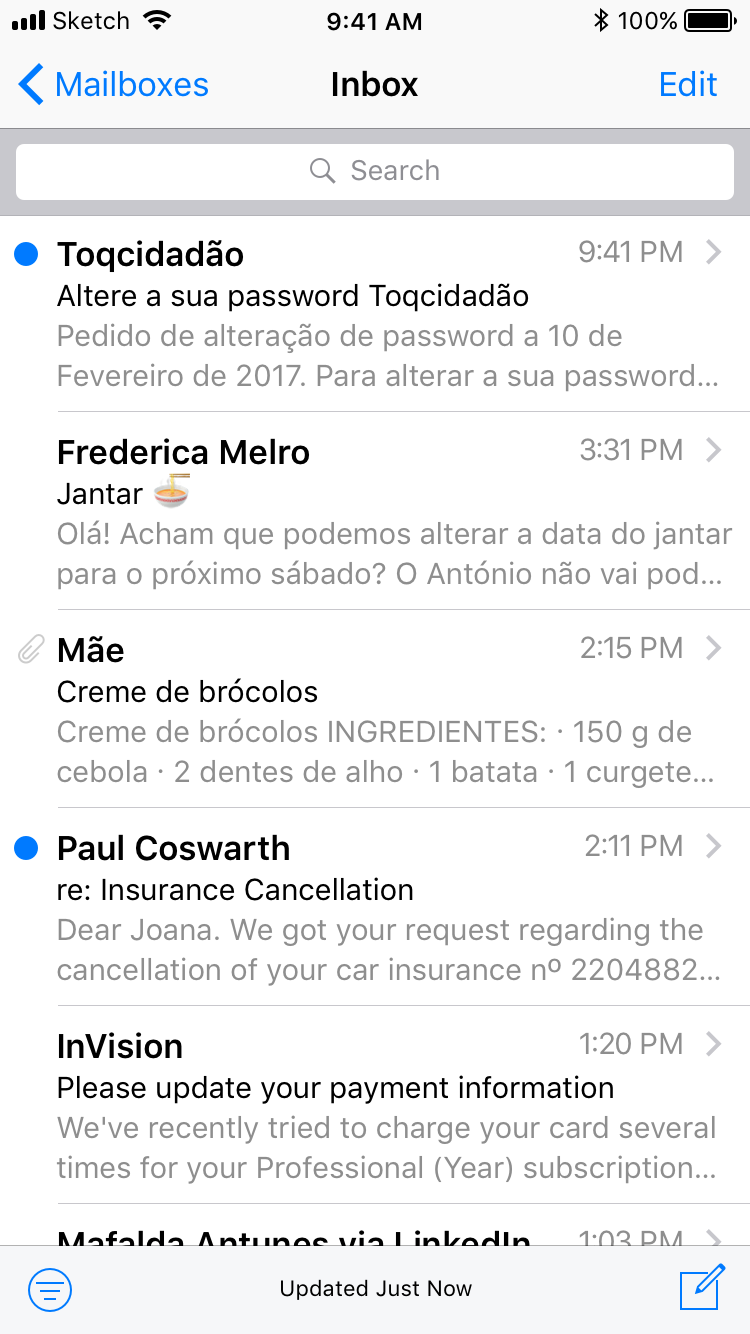 Sketch 9:41 AM 100%
Mailboxes Inbox Edit
Search
Toqcidadão 9:41 PM
Altere a sua password Toqcidadão
Pedido de alteração de password a 10 de
Fevereiro de 2017. Para alterar a sua password...
Frederica Melro 3:31 PM
Jantar 🍜
Olá! Acham que podemos alterar a data do jantar
para o próximo sábado? O António não vai pod...
Mãe 2:15 PM
Creme de brócolos
Creme de brócolos INGREDIENTES: · 150 g de
cebola · 2 dentes de alho · 1 batata · 1 curgete...
Paul Coswarth 2:11 PM
re: Insurance Cancellation
Dear Joana. We got your request regarding the
cancellation of your car insurance nº 2204882...
InVision 1:20 PM
Please update your payment information
We've recently tried to charge your card several
times for your Professional (Year) subscription...
Mafalda Antunes via LinkedIn 1:03 PM
Updated Just Now